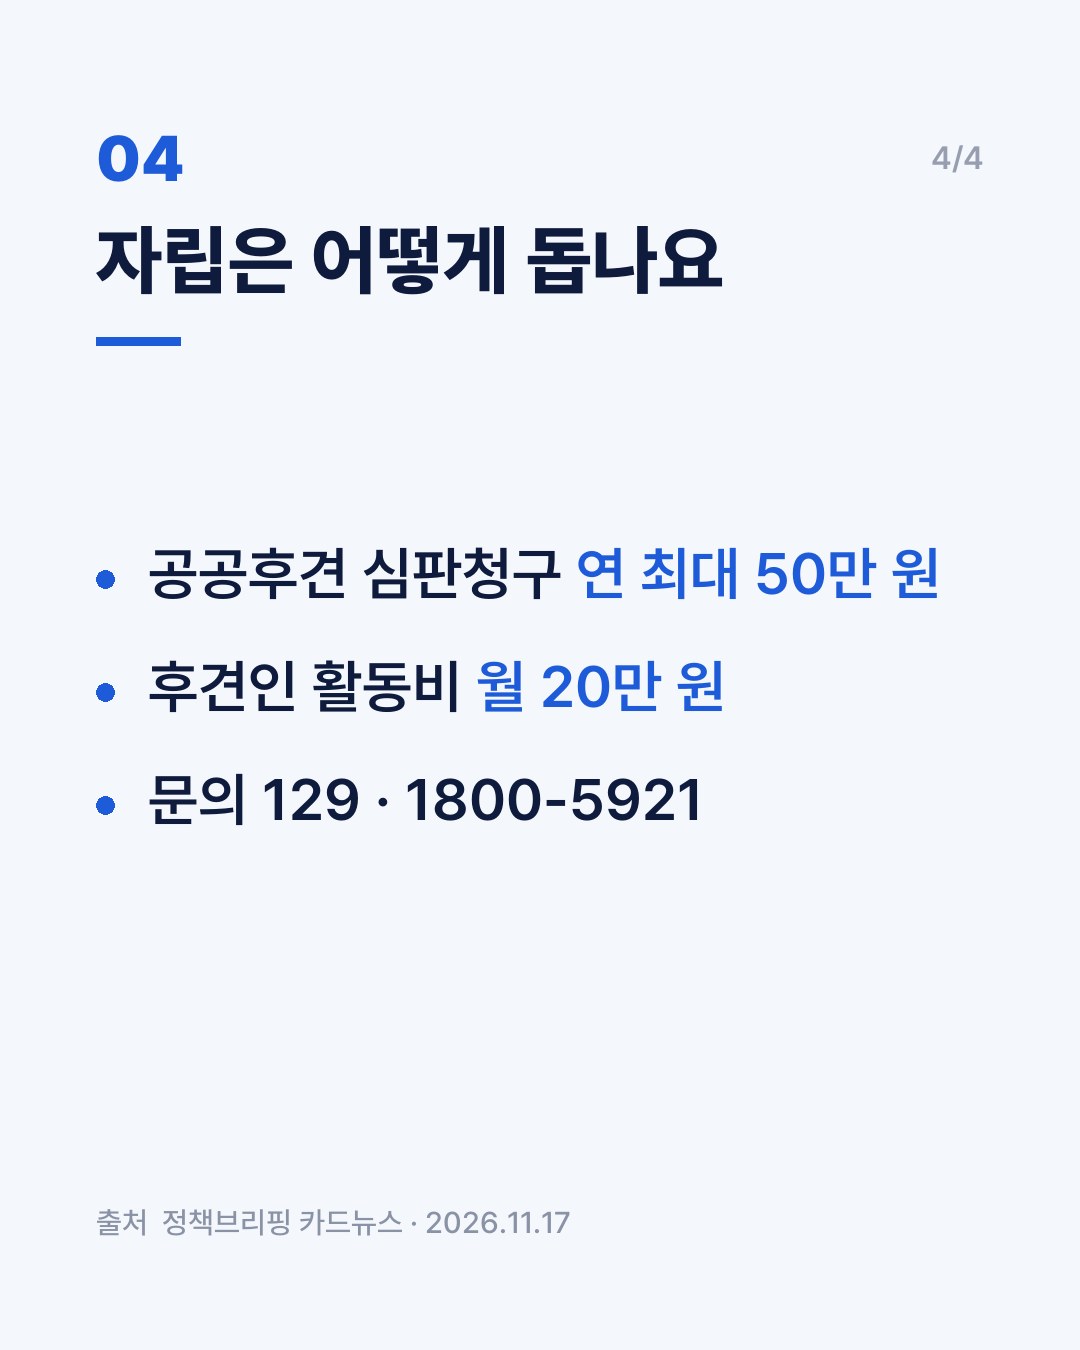 04
4/4
자립은 어떻게 돕나요
공공후견 심판청구 연 최대 50만 원
후견인 활동비 월 20만 원
문의 129 · 1800-5921
출처 정책브리핑 카드뉴스 · 2026.11.17